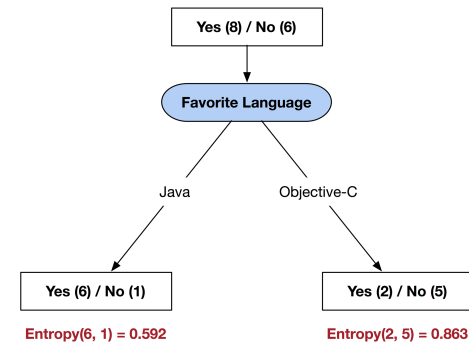 Yes (8) / No (6)
Favorite Language
Java
Objective-C
Yes (6) / No (1)
Yes (2) / No (5)
Entropy(6, 1) = 0.592
Entropy(2, 5) = 0.863